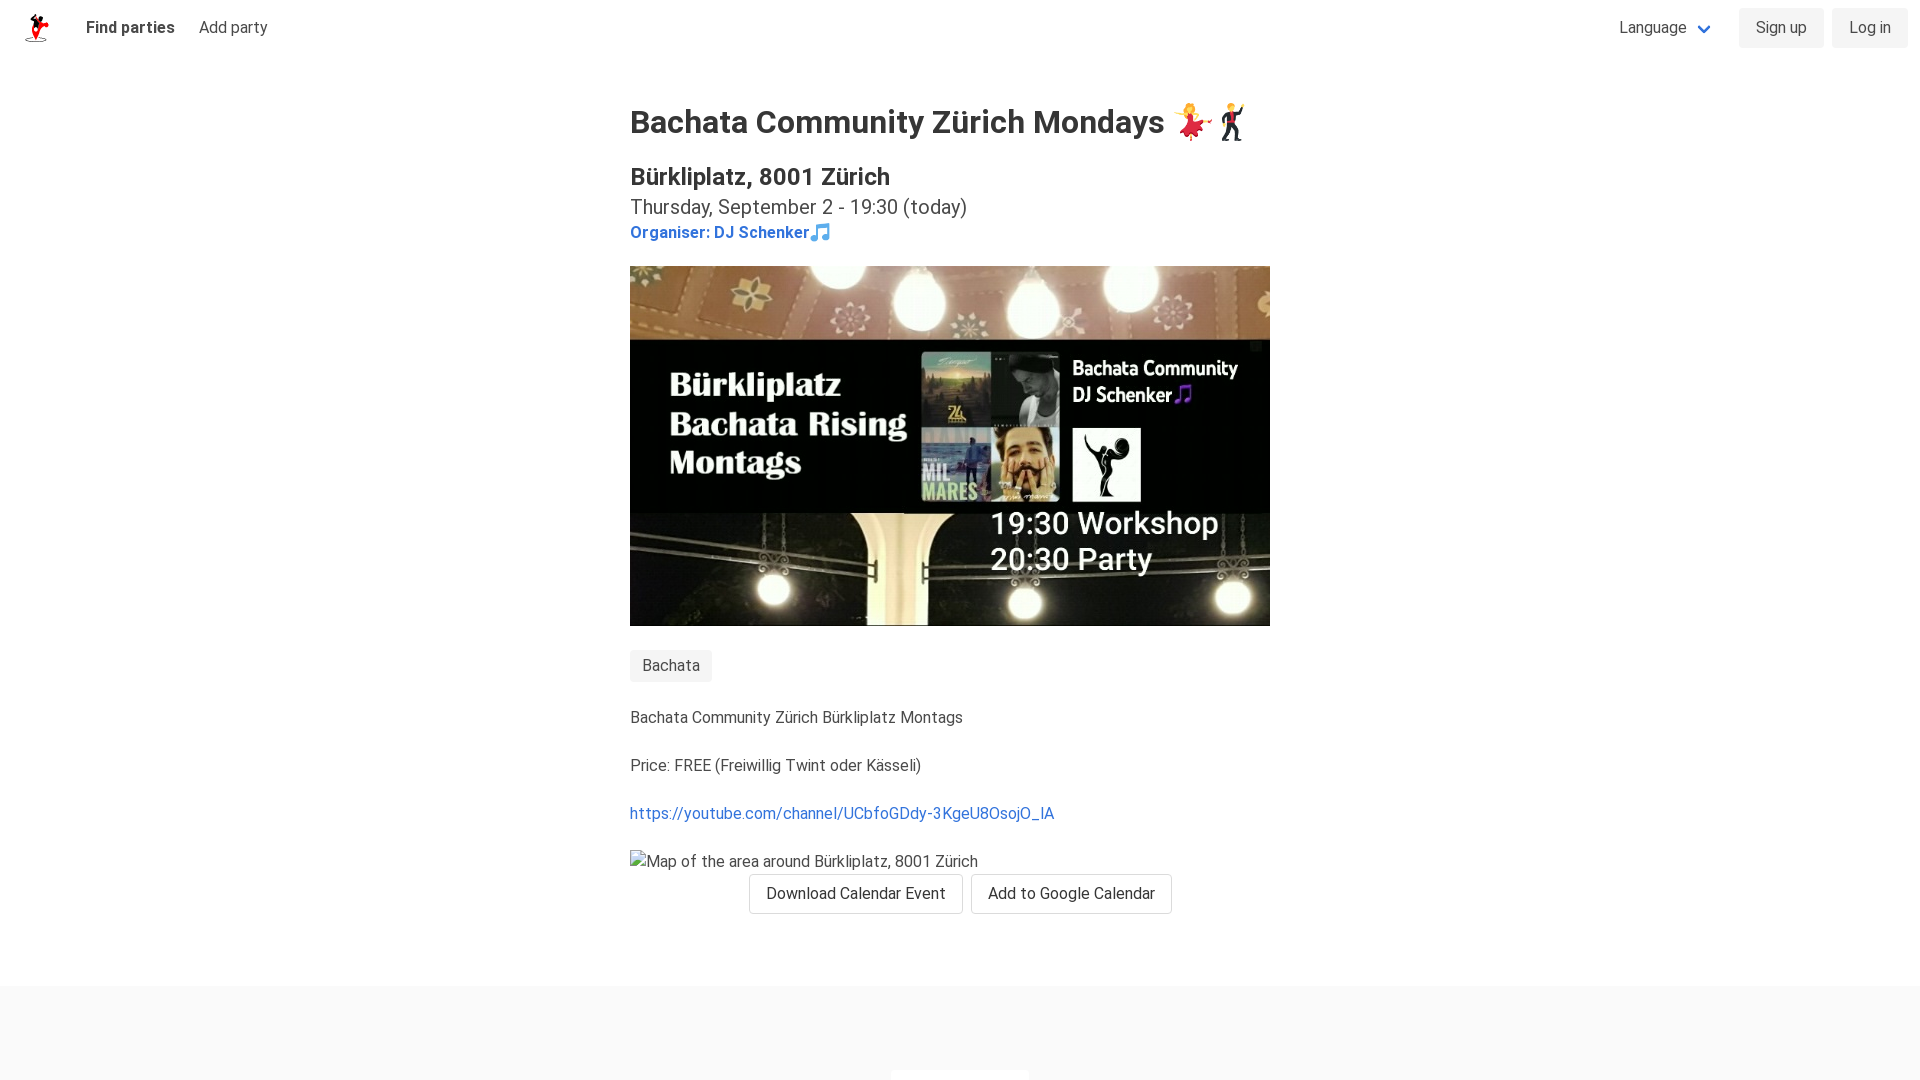 Find parties
Add party
Language
Sign up
Log in
Bachata Community Zürich Mondays 💃🕺
Bürkliplatz, 8001 Zürich
Thursday, September 2 - 19:30 (today)
Organiser: DJ Schenker🎵
Bürkliplatz
Bachata Rising
Montags
24
MIL
MARES
Bachata Community
DJ Schenker🎵
19:30 Workshop
20:30 Party
Bachata
Bachata Community Zürich Bürkliplatz Montags
Price: FREE (Freiwillig Twint oder Kässeli)
https://youtube.com/channel/UCbfoGDdy-3KgeU8OsojO_lA
Map of the area around Bürkliplatz, 8001 Zürich
Download Calendar Event
Add to Google Calendar